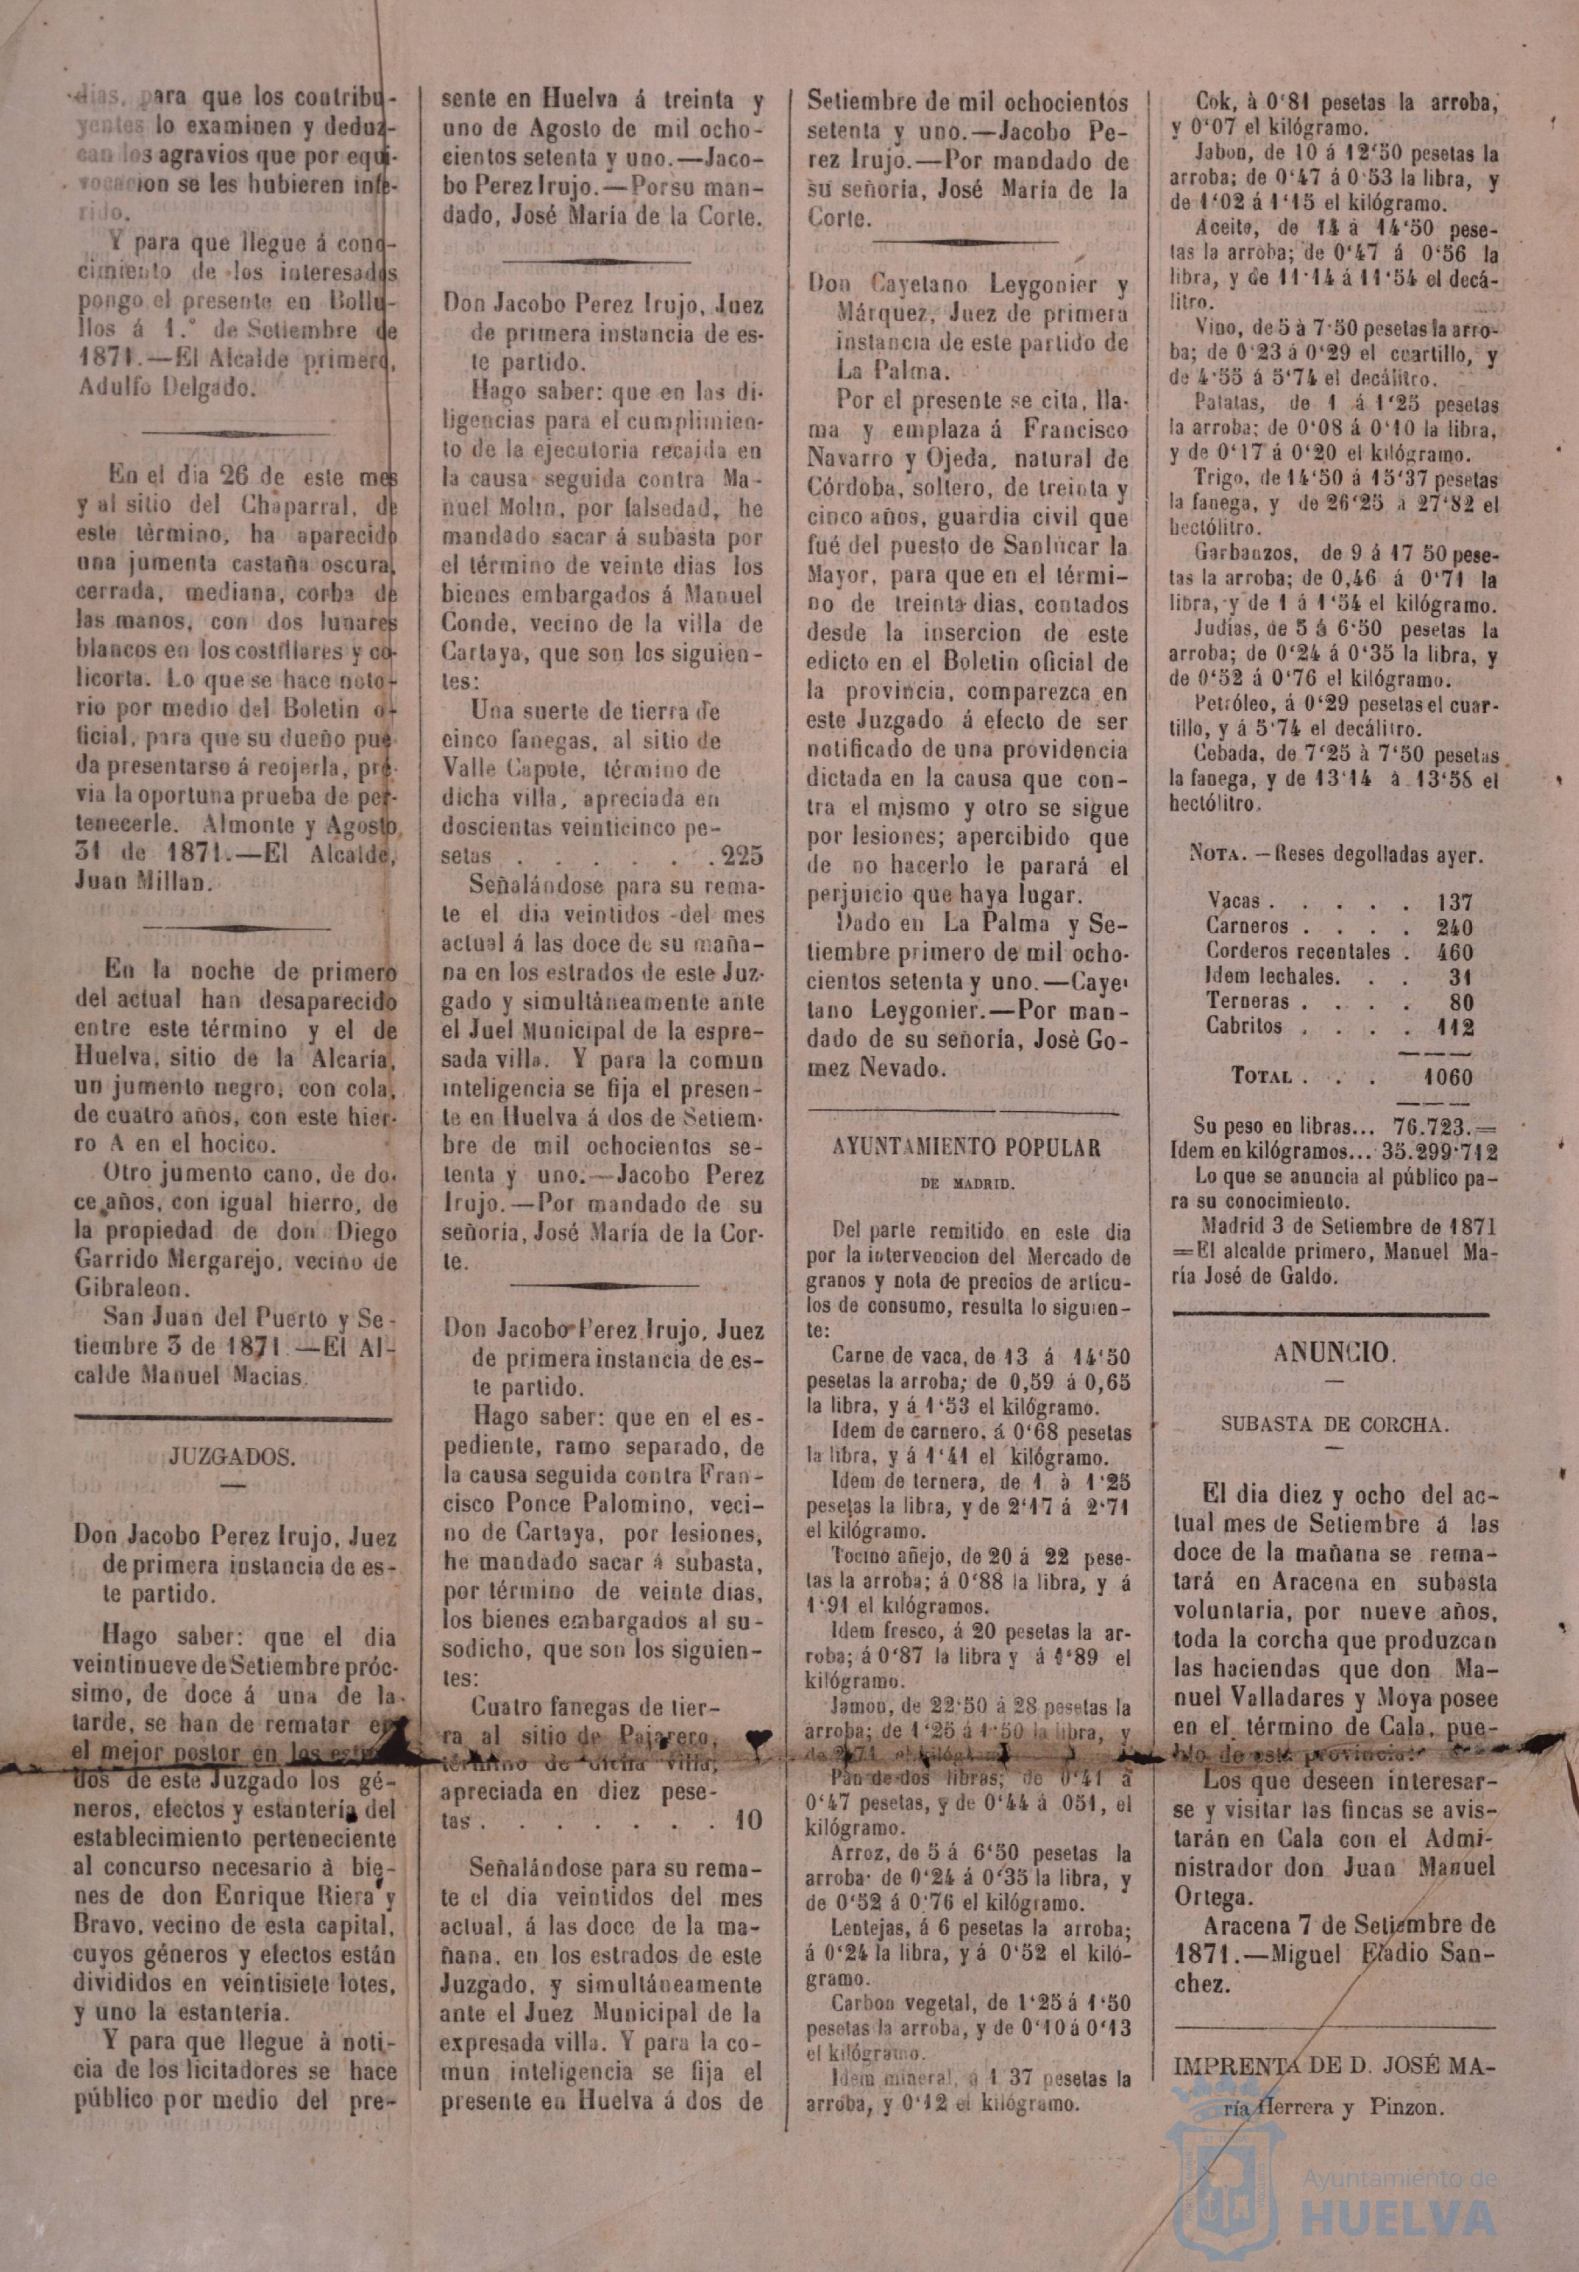 dias, para que los contribu-
yentes lo examinen y deduz-
can los agravios que por equi-
vocacion se les hubieren infe-
rido.
Y para que llegue á cono-
cimiento de los interesados
pongo el presente en Bollu-
llos á 1.° de Setiembre de
1871.—El Alcalde primero,
Adulfo Delgado.
En el dia 26 de este mes
y al sitio del Chaparral, de
este tèrmino, ha aparecido
una jumenta castaña oscura,
cerrada, mediana, corba de
las manos, con dos lunares
blancos en los costillares y co-
licorta. Lo que se hace noto-
rio por medio del Boletin o-
ficial, para que su dueño pue-
da presentarse á reojerla, pré-
via la oportuna prueba de per-
tenecerle. Almonte y Agosto
31 de 1871.—El Alcalde,
Juan Millan.
En la noche de primero
del actual han desaparecido
entre este término y el de
Huelva, sitio de la Alcaría,
un jumento negro, con cola,
de cuatro años, con este hier-
ro A en el hocico.
Otro jumento cano, de do-
ce años, con igual hierro, de
la propiedad de don Diego
Garrido Mergarejo, vecino de
Gibraleon.
San Juan del Puerto y Se-
tiembre 3 de 1871.—El Al-
calde Manuel Macias.
JUZGADOS.
Don Jacobo Perez Irujo, Juez
de primera instancia de es-
te partido.
Hago saber: que el dia
veintinueve de Setiembre próc-
simo, de doce á una de la
tarde, se han de rematar en
el mejor postor en los estra-
dos de este Juzgado los gé-
neros, efectos y estantería del
establecimiento perteneciente
al concurso necesario à bie-
nes de don Enrique Riera y
Bravo, vecino de esta capital,
cuyos géneros y efectos están
divididos en veintisiete lotes,
y uno la estantería.
Y para que llegue à noti-
cia de los licitadores se hace
público por medio del pre-
sente en Huelva á treinta y
uno de Agosto de mil ocho-
cientos setenta y uno.—Jaco-
bo Perez Irujo.—Por su man-
dado, José María de la Corte.
Don Jacobo Perez Irujo, Juez
de primera instancia de es-
te partido.
Hago saber: que en las di-
ligencias para el cumplimien-
to de la ejecutoria recaida en
la causa seguida contra Ma-
nuel Molin, por falsedad, he
mandado sacar á subasta por
el término de veinte dias los
bienes embargados á Manuel
Conde, vecino de la villa de
Cartaya, que son los siguien-
tes:
Una suerte de tierra de
cinco fanegas, al sitio de
Valle Capote, término de
dicha villa, apreciada en
doscientas veinticinco pe-
setas . . . . . . . 225
Señalándose para su rema-
te el dia veintidos del mes
actual á las doce de su maña-
na en los estrados de este Juz-
gado y simultáneamente ante
el Juel Municipal de la espre-
sada villa. Y para la comun
inteligencia se fija el presen-
te en Huelva á dos de Setiem-
bre de mil ochocientos se-
tenta y uno.—Jacobo Perez
Irujo.—Por mandado de su
señoria, José María de la Cor-
te.
Don Jacobo Perez Irujo, Juez
de primera instancia de es-
te partido.
Hago saber: que en el es-
pediente, ramo separado, de
la causa seguida contra Fran-
cisco Ponce Palomino, veci-
no de Cartaya, por lesiones,
he mandado sacar á subasta,
por término de veinte dias,
los bienes embargados al su-
sodicho, que son los siguien-
tes:
Cuatro fanegas de tier-
ra al sitio de Pajarero,
término de dicha villa,
apreciada en diez pese-
tas . . . . . . . 10
Señalándose para su rema-
te el dia veintidos del mes
actual, á las doce de la ma-
ñana, en los estrados de este
Juzgado, y simultáneamente
ante el Juez Municipal de la
expresada villa. Y para la co-
mun inteligencia se fija el
presente en Huelva á dos de
Setiembre de mil ochocientos
setenta y uno.—Jacobo Pe-
rez Irujo.—Por mandado de
su señoria, José María de la
Corte.
Don Cayetano Leygonier y
Márquez, Juez de primera
instancia de este partido de
La Palma.
Por el presente se cita, lla-
ma y emplaza á Francisco
Navarro y Ojeda, natural de
Córdoba, soltero, de treinta y
cinco años, guardia civil que
fué del puesto de Sanlúcar la
Mayor, para que en el térmi-
no de treinta dias, contados
desde la insercion de este
edicto en el Boletin oficial de
la provincia, comparezca en
este Juzgado á efecto de ser
notificado de una providencia
dictada en la causa que con-
tra el mismo y otro se sigue
por lesiones; apercibido que
de no hacerlo le parará el
perjuicio que haya lugar.
Dado en La Palma y Se-
tiembre primero de mil ocho-
cientos setenta y uno.—Caye-
tano Leygonier.—Por man-
dado de su señoría, Josè Go-
mez Nevado.
AYUNTAMIENTO POPULAR
DE MADRID.
Del parte remitido en este dia
por la intervencion del Mercado de
granos y nota de precios de artícu-
los de consumo, resulta lo siguien-
te:
Carne de vaca, de 13 á 14‘50
pesetas la arroba; de 0,59 á 0,65
la libra, y á 1‘53 el kilógramo.
Idem de carnero, á 0‘68 pesetas
la libra, y á 1‘41 el kilógramo.
Idem de ternera, de 1 à 1‘25
pesetas la libra, y de 2‘17 á 2‘71
el kilógramo.
Tocino añejo, de 20 á 22 pese-
tas la arroba; á 0‘88 la libra, y á
1‘91 el kilógramos.
Idem fresco, á 20 pesetas la ar-
roba; á 0‘87 la libra y á 1‘89 el
kilógramo.
Jamon, de 22‘50 á 28 pesetas la
arroba; de 1‘25 á 1‘50 la libra, y
de 2‘71 el kilógramo
Pan de dos libras; de 0‘41 á
0‘47 pesetas, y de 0‘44 á 051, el
kilógramo.
Arroz, de 5 á 6‘50 pesetas la
arroba: de 0‘24 á 0‘35 la libra, y
de 0‘52 á 0‘76 el kilógramo.
Lentejas, á 6 pesetas la arroba;
á 0‘24 la libra, y á 0‘52 el kiló-
gramo.
Carbon vegetal, de 1‘25 á 1‘50
pesetas la arroba, y de 0‘10 á 0‘13
el kilógramo.
Idem mineral, á 1 37 pesetas la
arroba, y 0‘12 el kilógramo.
Cok, à 0‘81 pesetas la arroba,
y 0‘07 el kilógramo.
Jabon, de 10 á 12‘50 pesetas la
arroba; de 0‘47 á 0‘53 la libra, y
de 1‘02 á 1‘15 el kilógramo.
Aceite, de 14 à 14‘50 pese-
tas la arroba; de 0‘47 á 0‘56 la
libra, y de 11‘14 á 11‘54 el decá-
litro.
Vino, de 5 à 7‘50 pesetas la arro-
ba; de 0‘23 á 0‘29 el cuartillo, y
de 4‘55 á 5‘74 el decálitro.
Patatas, de 1 á 1‘25 pesetas
la arroba; de 0‘08 á 0‘10 la libra,
y de 0‘17 á 0‘20 el kilógramo.
Trigo, de 14‘50 á 15‘37 pesetas
la fanega, y de 26‘25 à 27‘82 el
hectólitro.
Garbanzos, de 9 á 17 50 pese-
tas la arroba; de 0,46 á 0‘71 la
libra, y de 1 á 1‘54 el kilógramo.
Judias, de 5 á 6‘50 pesetas la
arroba; de 0‘24 á 0‘35 la libra, y
de 0‘52 á 0‘76 el kilógramo.
Petróleo, á 0‘29 pesetas el cuar-
tillo, y á 5‘74 el decálitro.
Cebada, de 7‘25 à 7‘50 pesetas
la fanega, y de 13‘14 à 13‘58 el
hectólitro.
NOTA.—Reses degolladas ayer.
Vacas . . . . . 137
Carneros . . . . 240
Corderos recentales . 460
Idem lechales. . . 31
Terneras . . . . 80
Cabritos . . . . 112
TOTAL . . . 1060
Su peso en libras... 76.723.=
Idem en kilógramos... 35.299‘712
Lo que se anuncia al público pa-
ra su conocimiento.
Madrid 3 de Setiembre de 1871
=El alcalde primero, Manuel Ma-
ría José de Galdo.
ANUNCIO.
SUBASTA DE CORCHA.
El dia diez y ocho del ac-
tual mes de Setiembre á las
doce de la mañana se rema-
tará en Aracena en subasta
voluntaria, por nueve años,
toda la corcha que produzcan
las haciendas que don Ma-
nuel Valladares y Moya posee
en el término de Cala, pue-
blo de esta provincia.
Los que deseen interesar-
se y visitar las fincas se avis-
tarán en Cala con el Admi-
nistrador don Juan Manuel
Ortega.
Aracena 7 de Setiembre de
1871.—Miguel Eladio San-
chez.
IMPRENTA DE D. JOSÉ MA-
ría Herrera y Pinzon.
Ayuntamiento de
HUELVA